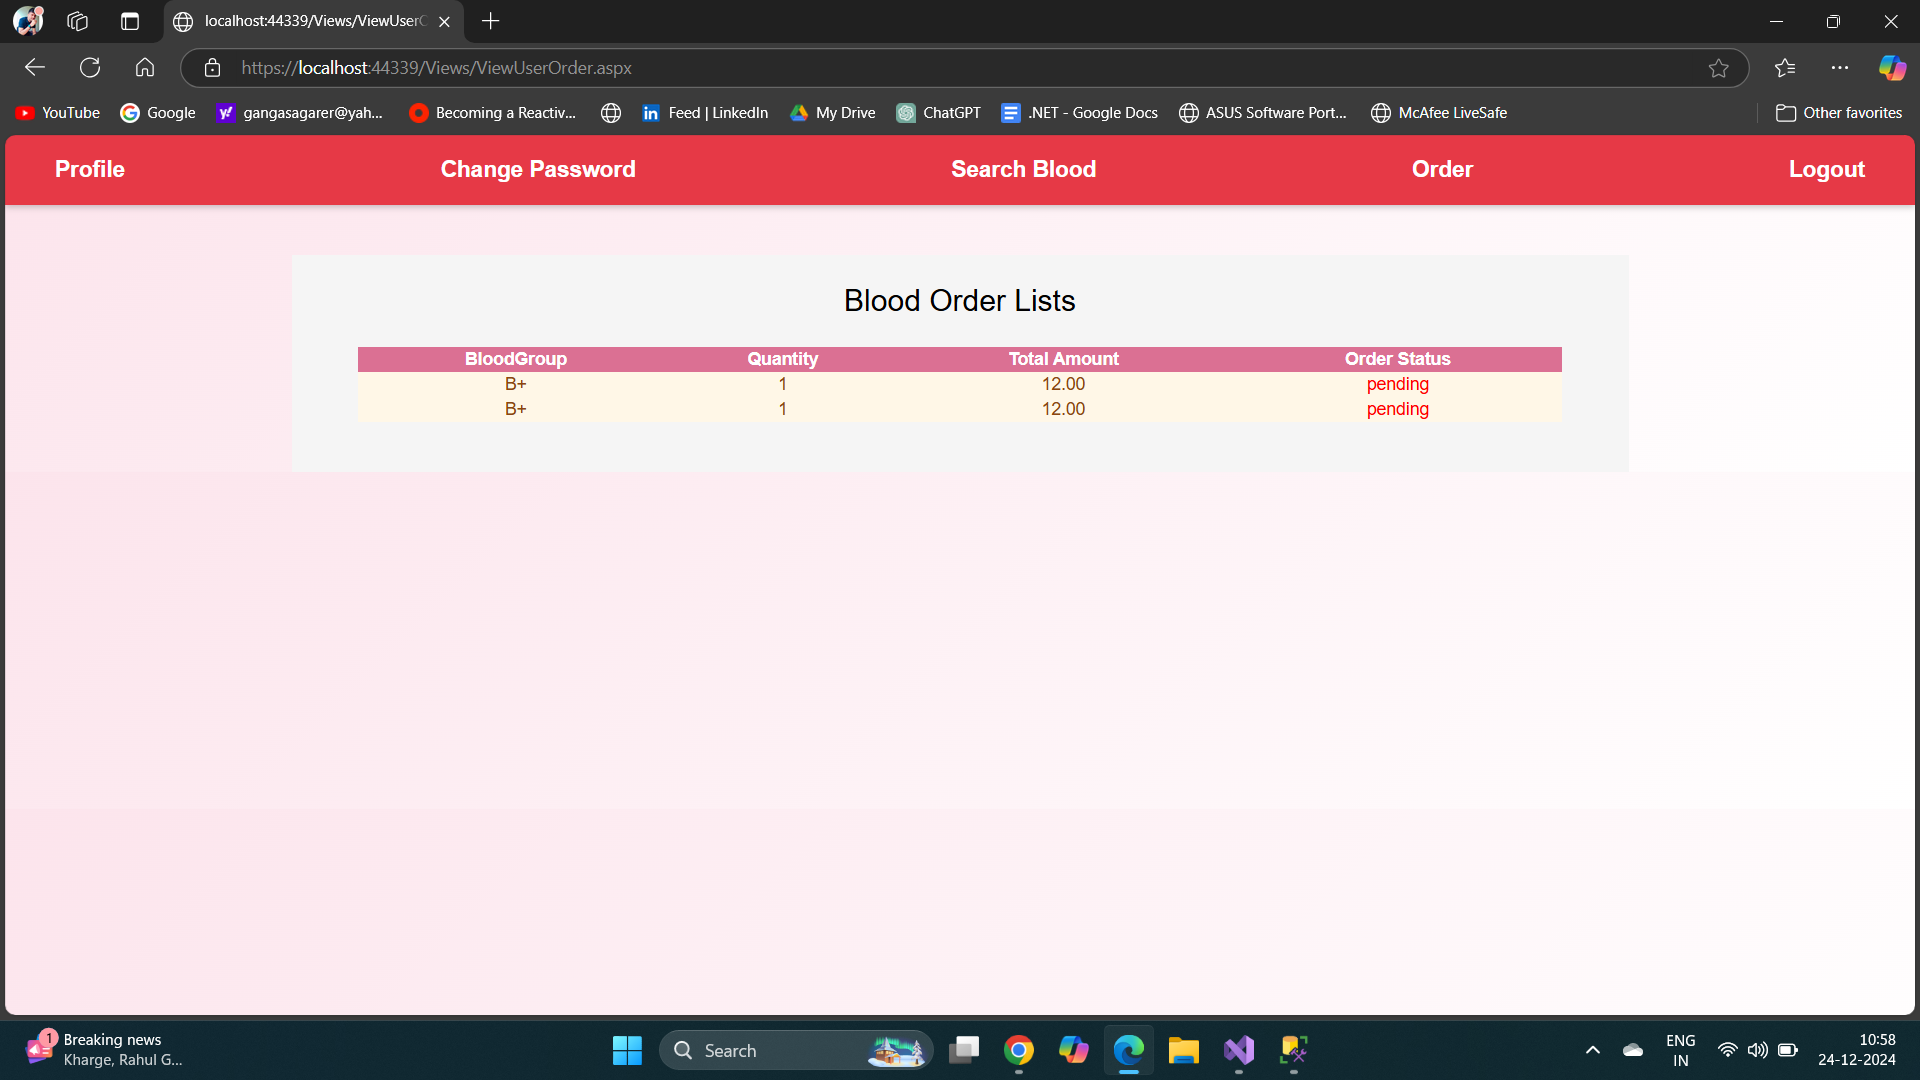 localhost:44339/Views/ViewUserO
https://localhost:44339/Views/ViewUserOrder.aspx
YouTube Google gangasagarer@yah... Becoming a Reactiv... Feed | LinkedIn My Drive ChatGPT .NET - Google Docs ASUS Software Port... McAfee LiveSafe Other favorites
Profile Change Password Search Blood Order Logout
Blood Order Lists
BloodGroup Quantity Total Amount Order Status
B+ 1 12.00 pending
B+ 1 12.00 pending
1 Breaking news
Kharge, Rahul G...
Search
ENG
IN
10:58
24-12-2024